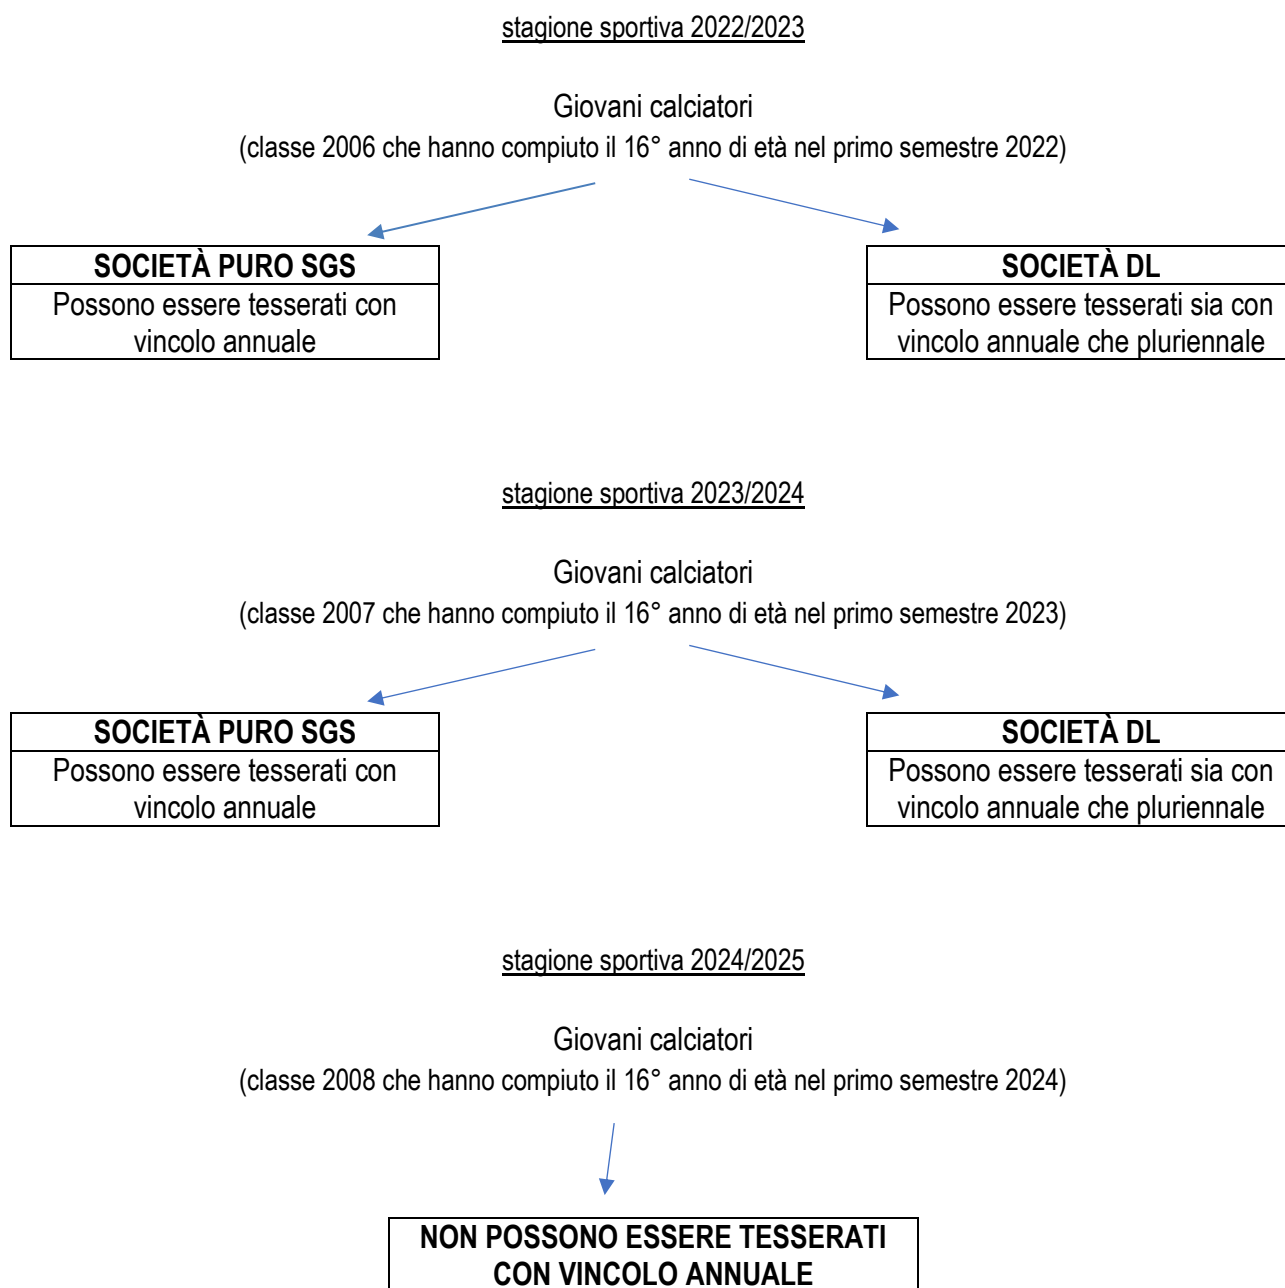 stagione sportiva 2022/2023
Giovani calciatori
(classe 2006 che hanno compiuto il 16° anno di età nel primo semestre 2022)
SOCIETÀ PURO SGS
Possono essere tesserati con
vincolo annuale
SOCIETÀ DL
Possono essere tesserati sia con
vincolo annuale che pluriennale
stagione sportiva 2023/2024
Giovani calciatori
(classe 2007 che hanno compiuto il 16° anno di età nel primo semestre 2023)
SOCIETÀ PURO SGS
Possono essere tesserati con
vincolo annuale
SOCIETÀ DL
Possono essere tesserati sia con
vincolo annuale che pluriennale
stagione sportiva 2024/2025
Giovani calciatori
(classe 2008 che hanno compiuto il 16° anno di età nel primo semestre 2024)
NON POSSONO ESSERE TESSERATI
CON VINCOLO ANNUALE